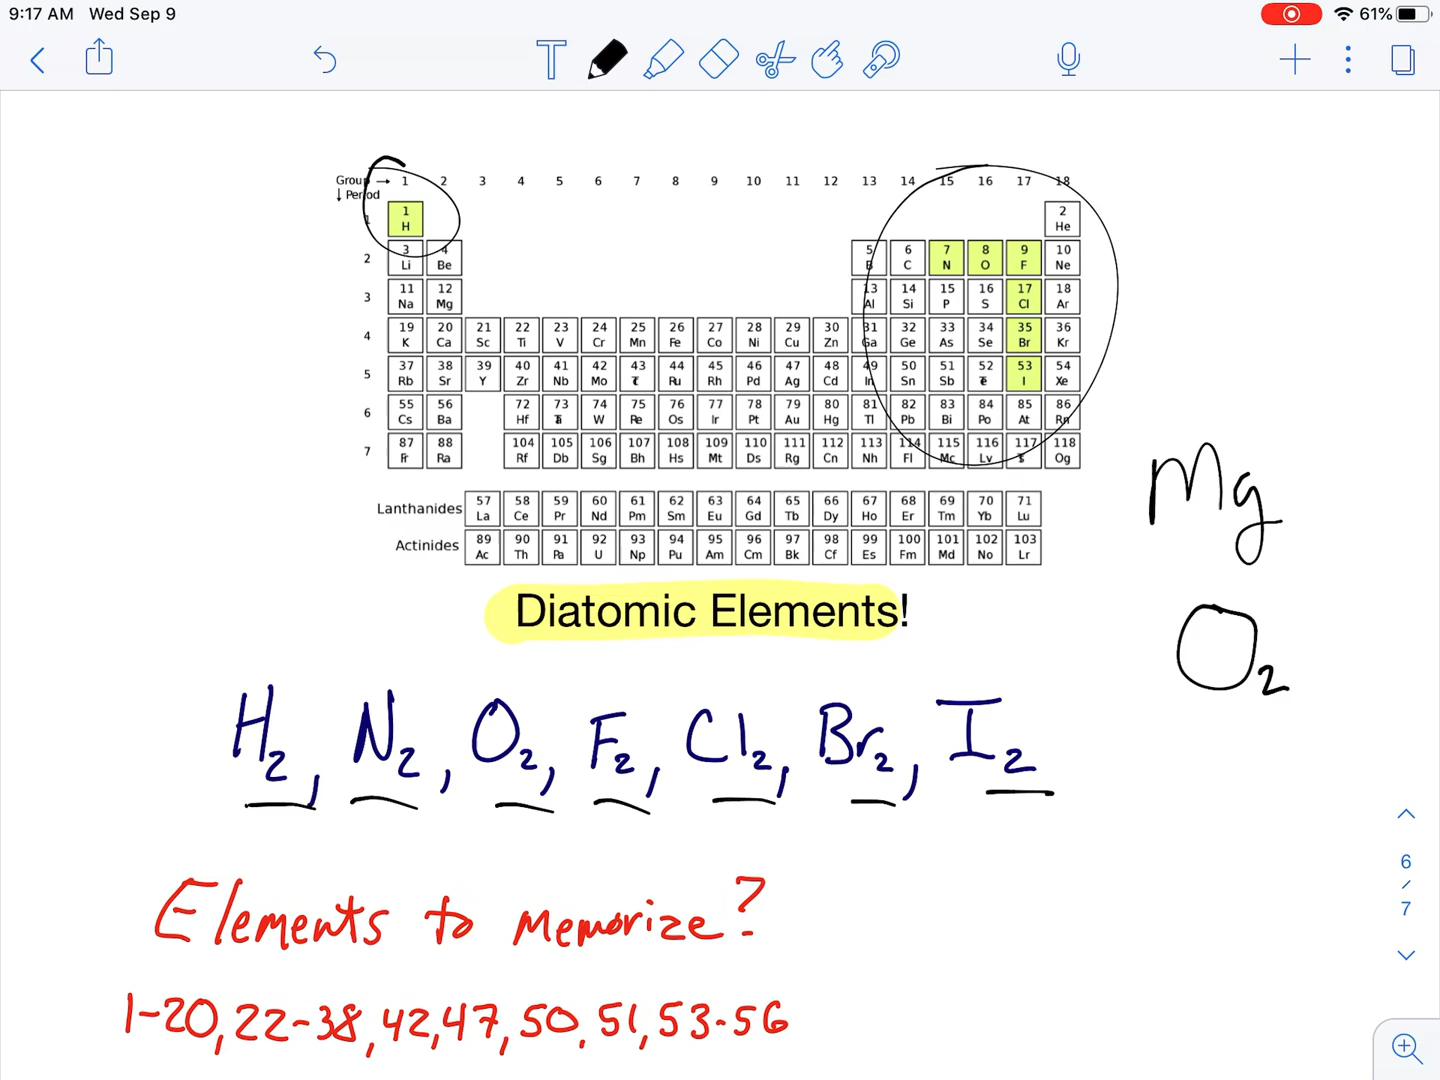 9:17 AM Wed Sep 9 61%
Group → 1 2 3 4 5 6 7 8 9 10 11 12 13 14 15 16 17 18
↓ Period
1 1 H 2 He
2 3 Li 4 Be 5 B 6 C 7 N 8 O 9 F 10 Ne
3 11 Na 12 Mg 13 Al 14 Si 15 P 16 S 17 Cl 18 Ar
4 19 K 20 Ca 21 Sc 22 Ti 23 V 24 Cr 25 Mn 26 Fe 27 Co 28 Ni 29 Cu 30 Zn 31 Ga 32 Ge 33 As 34 Se 35 Br 36 Kr
5 37 Rb 38 Sr 39 Y 40 Zr 41 Nb 42 Mo 43 Tc 44 Ru 45 Rh 46 Pd 47 Ag 48 Cd 49 In 50 Sn 51 Sb 52 Te 53 I 54 Xe
6 55 Cs 56 Ba 72 Hf 73 Ta 74 W 75 Re 76 Os 77 Ir 78 Pt 79 Au 80 Hg 81 Tl 82 Pb 83 Bi 84 Po 85 At 86 Rn
7 87 Fr 88 Ra 104 Rf 105 Db 106 Sg 107 Bh 108 Hs 109 Mt 110 Ds 111 Rg 112 Cn 113 Nh 114 Fl 115 Mc 116 Lv 117 Ts 118 Og
Lanthanides 57 La 58 Ce 59 Pr 60 Nd 61 Pm 62 Sm 63 Eu 64 Gd 65 Tb 66 Dy 67 Ho 68 Er 69 Tm 70 Yb 71 Lu
Actinides 89 Ac 90 Th 91 Pa 92 U 93 Np 94 Pu 95 Am 96 Cm 97 Bk 98 Cf 99 Es 100 Fm 101 Md 102 No 103 Lr
Mg
Diatomic Elements!
O₂
H₂, N₂, O₂, F₂, Cl₂, Br₂, I₂
6
/
7
Elements to memorize?
1-20, 22-38, 42, 47, 50, 51, 53-56